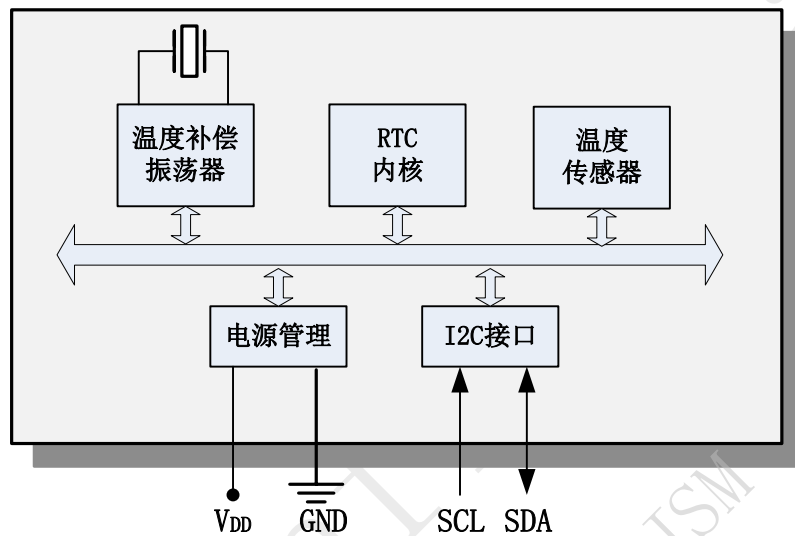 温度补偿
振荡器
RTC
内核
温度
传感器
电源管理
I2C接口
VDD GND SCL SDA